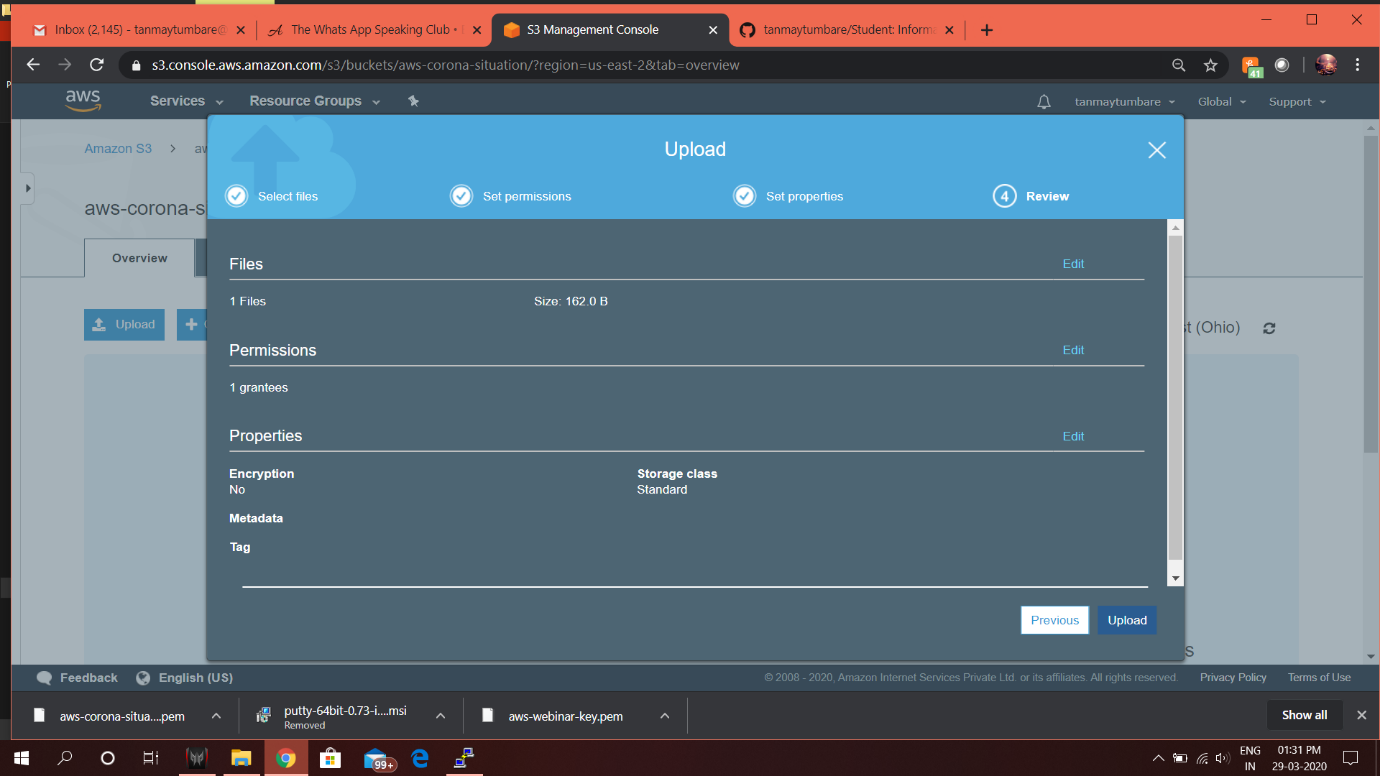 Inbox (2,145) - tanmaytumbare@
The Whats App Speaking Club •
S3 Management Console
tanmaytumbare/Student: Inform
s3.console.aws.amazon.com/s3/buckets/aws-corona-situation/?region=us-east-2&tab=overview
41
aws
Services
Resource Groups
tanmaytumbare
Global
Support
Amazon S3
aw
Upload
Select files
Set permissions
Set properties
4 Review
aws-corona-s
Overview
Files
Edit
1 Files
Size: 162.0 B
Upload
st (Ohio)
Permissions
Edit
1 grantees
Properties
Edit
Encryption
No
Storage class
Standard
Metadata
Tag
Previous
Upload
s
Feedback
English (US)
© 2008 - 2020, Amazon Internet Services Private Ltd. or its affiliates. All rights reserved.
Privacy Policy
Terms of Use
aws-corona-situa....pem
putty-64bit-0.73-i....msi
Removed
aws-webinar-key.pem
Show all
99+
ENG
IN
01:31 PM
29-03-2020